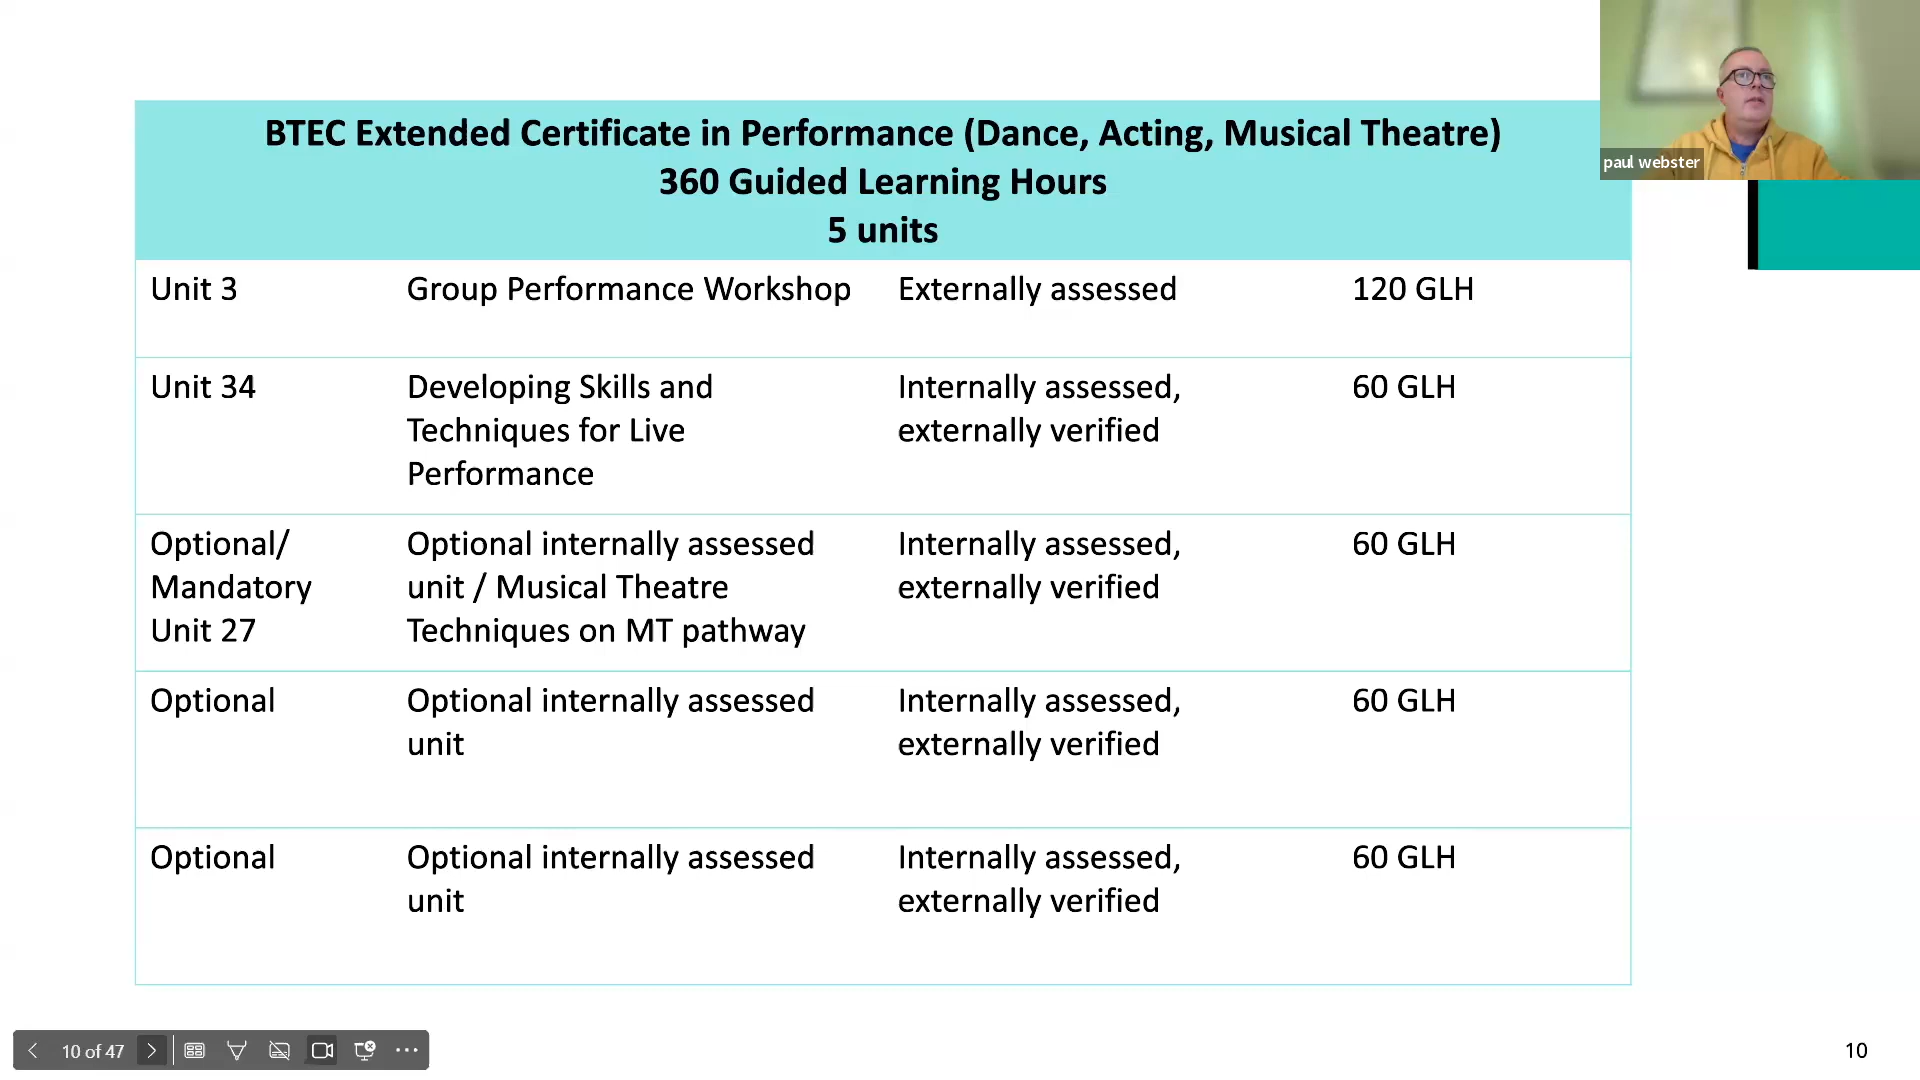 BTEC Extended Certificate in Performance (Dance, Acting, Musical Theatre)
360 Guided Learning Hours
5 units
paul webster
Unit 3
Group Performance Workshop
Externally assessed
120 GLH
Unit 34
Developing Skills and
Techniques for Live
Performance
Internally assessed,
externally verified
60 GLH
Optional/
Mandatory
Unit 27
Optional internally assessed
unit / Musical Theatre
Techniques on MT pathway
Internally assessed,
externally verified
60 GLH
Optional
Optional internally assessed
unit
Internally assessed,
externally verified
60 GLH
Optional
Optional internally assessed
unit
Internally assessed,
externally verified
60 GLH
10 of 47
10